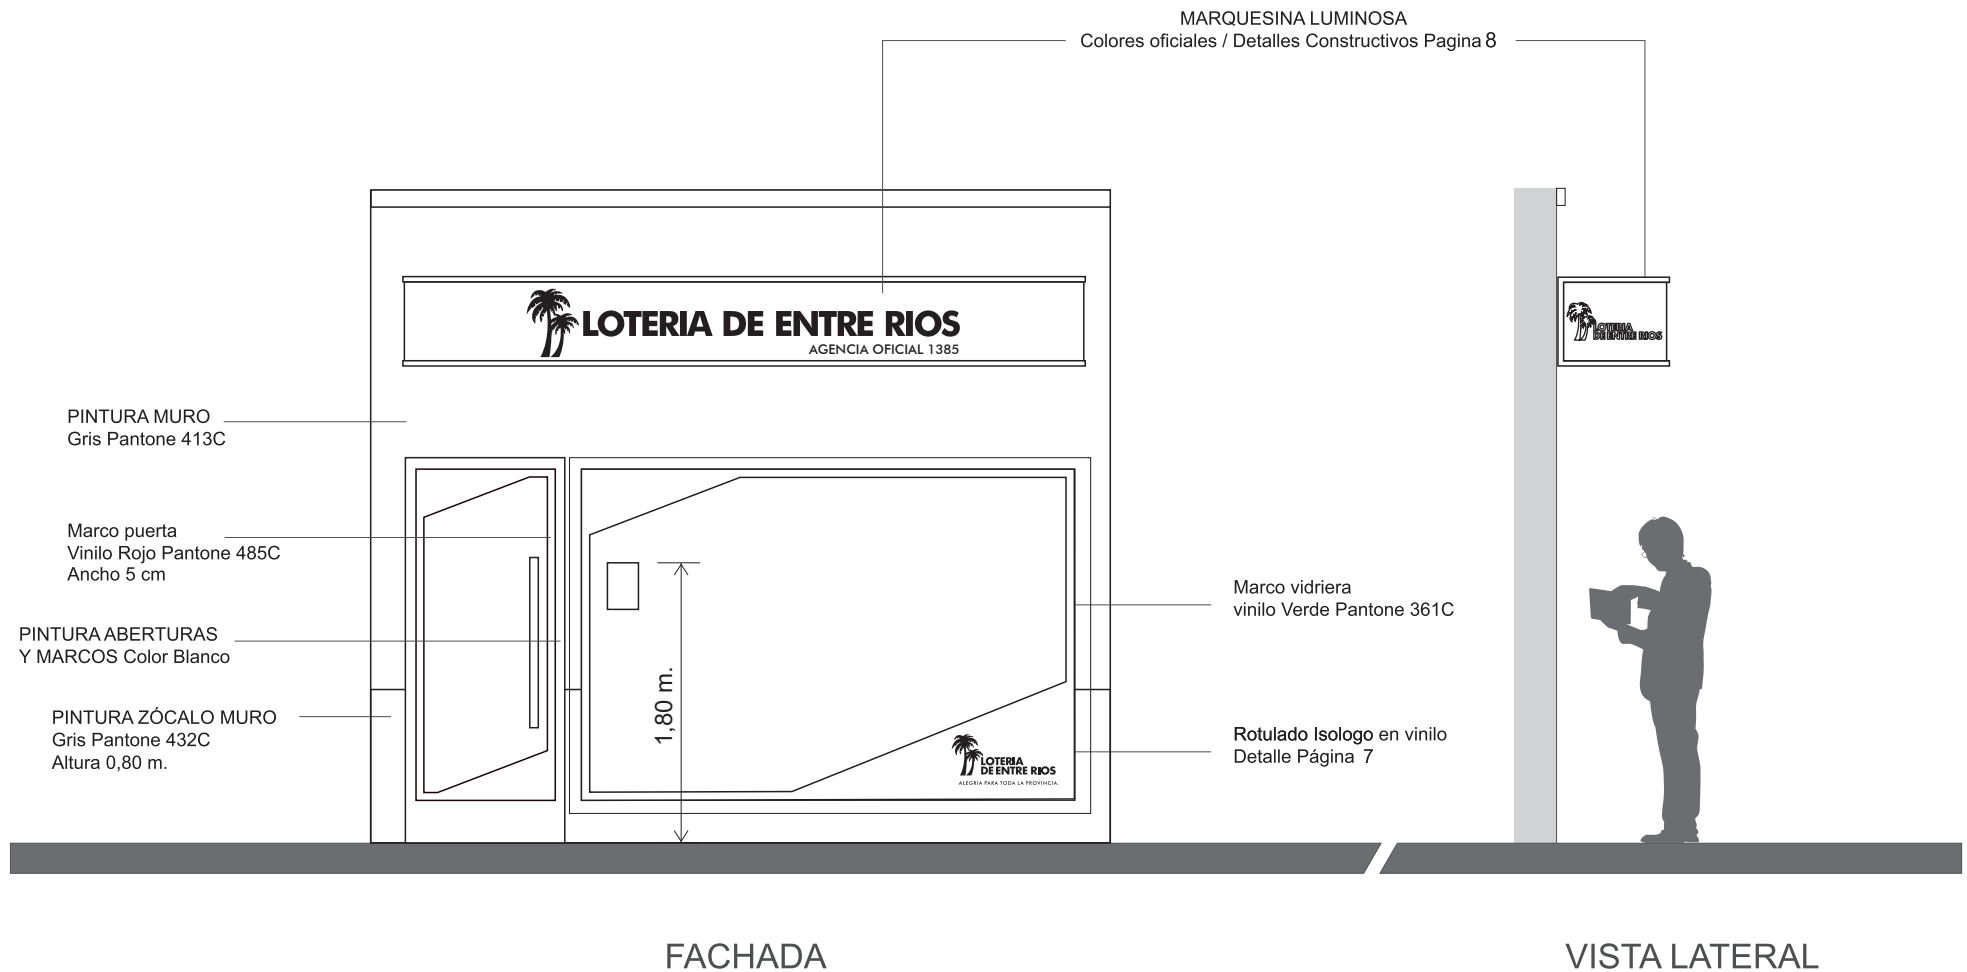 MARQUESINA LUMINOSA
Colores oficiales / Detalles Constructivos Pagina 8
LOTERIA DE ENTRE RIOS
AGENCIA OFICIAL 1385
LOTERIA
DE ENTRE RIOS
PINTURA MURO
Gris Pantone 413C
Marco puerta
Vinilo Rojo Pantone 485C
Ancho 5 cm
PINTURA ABERTURAS
Y MARCOS Color Blanco
PINTURA ZÓCALO MURO
Gris Pantone 432C
Altura 0,80 m.
1,80 m.
LOTERIA
DE ENTRE RIOS
ALEGRÍA PARA TODA LA PROVINCIA.
Marco vidriera
vinilo Verde Pantone 361C
Rotulado Isologo en vinilo
Detalle Página 7
FACHADA
VISTA LATERAL